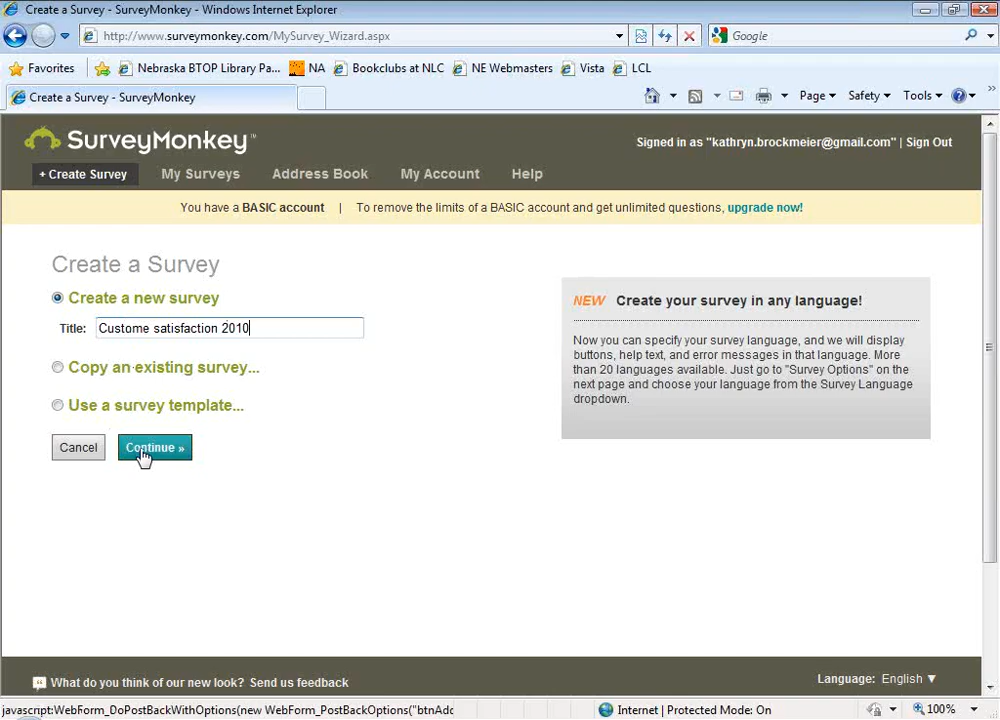 Create a Survey - SurveyMonkey - Windows Internet Explorer
http://www.surveymonkey.com/MySurvey_Wizard.aspx
Google
Favorites
Nebraska BTOP Library Pa...
NA
Bookclubs at NLC
NE Webmasters
Vista
LCL
Create a Survey - SurveyMonkey
Page
Safety
Tools
SurveyMonkey™
Signed in as "kathryn.brockmeier@gmail.com" | Sign Out
+ Create Survey
My Surveys
Address Book
My Account
Help
You have a BASIC account | To remove the limits of a BASIC account and get unlimited questions, upgrade now!
Create a Survey
Create a new survey
Title: Custome satisfaction 2010
Copy an existing survey...
Use a survey template...
Cancel
Continue »
NEW Create your survey in any language!
Now you can specify your survey language, and we will display
buttons, help text, and error messages in that language. More
than 20 languages available. Just go to "Survey Options" on the
next page and choose your language from the Survey Language
dropdown.
What do you think of our new look? Send us feedback
Language: English ▼
javascript:WebForm_DoPostBackWithOptions(new WebForm_PostBackOptions("btnAdc
Internet | Protected Mode: On
100%